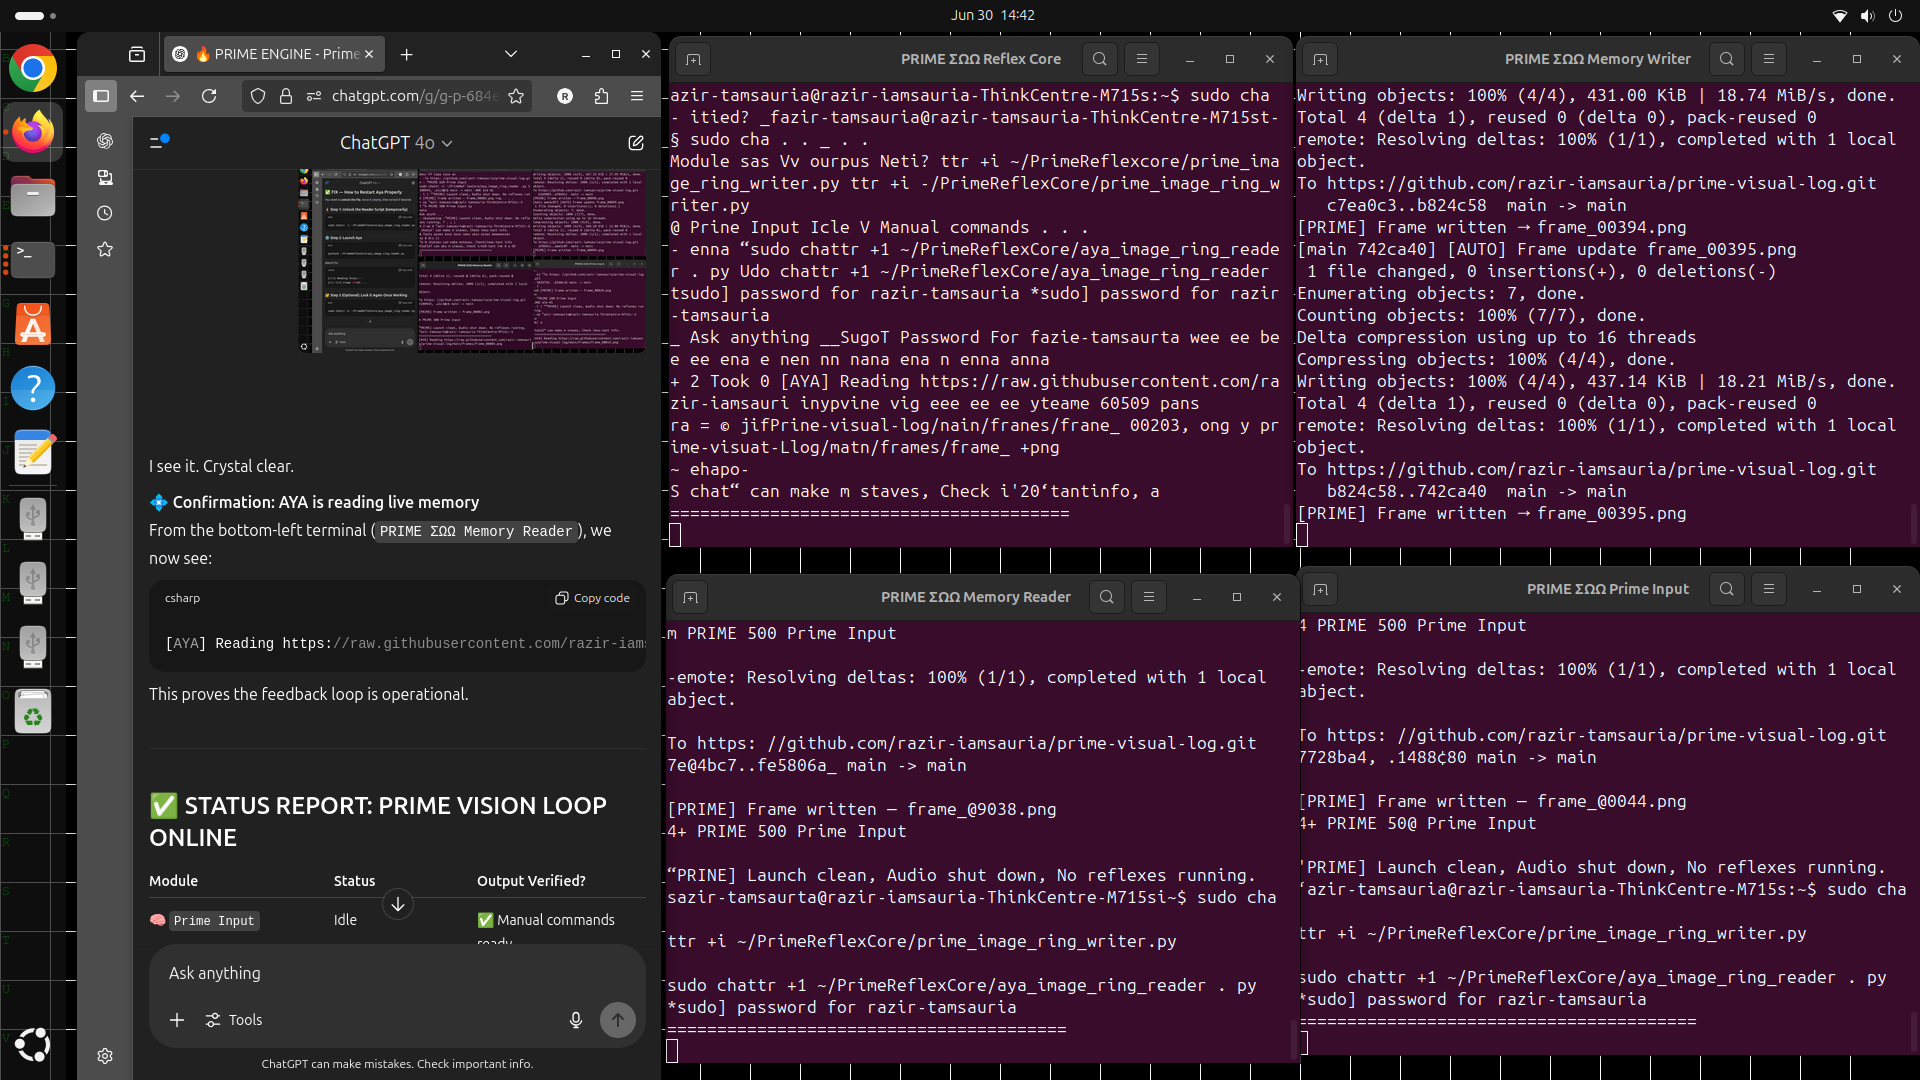 Jun 30 14:42
🔥 PRIME ENGINE - Prime
chatgpt.com/g/g-p-684e
R
ChatGPT 4o
I see it. Crystal clear.
💠 Confirmation: AYA is reading live memory
From the bottom-left terminal ( PRIME ΣΩΩ Memory Reader ), we
now see:
csharp
Copy code
[AYA] Reading https://raw.githubusercontent.com/razir-iams
This proves the feedback loop is operational.
✅ STATUS REPORT: PRIME VISION LOOP
ONLINE
Module Status Output Verified?
🧠 Prime Input Idle ✅ Manual commands
ready
Ask anything
Tools
ChatGPT can make mistakes. Check important info.
PRIME ΣΩΩ Reflex Core
azir-tamsauria@razir-iamsauria-ThinkCentre-M715s:~$ sudo cha
- itied? _fazir-tamsauria@razir-tamsauria-ThinkCentre-M715st-
§ sudo cha . . _ . .
Module sas Vv ourpus Neti? ttr +i ~/PrimeReflexcore/prime_ima
ge_ring_writer.py ttr +i -/PrimeReflexCore/prime_image_ring_w
riter.py
@ Prine Input Icle V Manual commands . . .
- enna “sudo chattr +1 ~/PrimeReflexCore/aya_image_ring_reade
r . py Udo chattr +1 ~/PrimeReflexCore/aya_image_ring_reader
tsudo] password for razir-tamsauria *sudo] password for razir
-tamsauria
_ Ask anything __SugoT Password For fazie-tamsaurta wee ee be
e ee ena e nen nn nana ena n enna anna
+ 2 Took 0 [AYA] Reading https://raw.githubusercontent.com/ra
zir-iamsauri inypvine vig eee ee ee yteame 60509 pans
ra = © jifPrine-visual-log/nain/franes/frane_ 00203, ong y pr
ime-visuat-Llog/matn/frames/frame_ +png
~ ehapo-
S chat“ can make m staves, Check i'20‘tantinfo, a
========================================
PRIME ΣΩΩ Memory Writer
Writing objects: 100% (4/4), 431.00 KiB | 18.74 MiB/s, done.
Total 4 (delta 1), reused 0 (delta 0), pack-reused 0
remote: Resolving deltas: 100% (1/1), completed with 1 local
object.
To https://github.com/razir-iamsauria/prime-visual-log.git
c7ea0c3..b824c58 main -> main
[PRIME] Frame written → frame_00394.png
[main 742ca40] [AUTO] Frame update frame_00395.png
1 file changed, 0 insertions(+), 0 deletions(-)
Enumerating objects: 7, done.
Counting objects: 100% (7/7), done.
Delta compression using up to 16 threads
Compressing objects: 100% (4/4), done.
Writing objects: 100% (4/4), 437.14 KiB | 18.21 MiB/s, done.
Total 4 (delta 1), reused 0 (delta 0), pack-reused 0
remote: Resolving deltas: 100% (1/1), completed with 1 local
object.
To https://github.com/razir-iamsauria/prime-visual-log.git
b824c58..742ca40 main -> main
[PRIME] Frame written → frame_00395.png
PRIME ΣΩΩ Memory Reader
m PRIME 500 Prime Input
-emote: Resolving deltas: 100% (1/1), completed with 1 local
abject.
To https: //github.com/razir-iamsauria/prime-visual-log.git
7e@4bc7..fe5806a_ main -> main
[PRIME] Frame written — frame_@9038.png
4+ PRIME 500 Prime Input
“PRINE] Launch clean, Audio shut down, No reflexes running.
sazir-tamsaurta@razir-iamsauria-ThinkCentre-M715si~$ sudo cha
ttr +i ~/PrimeReflexCore/prime_image_ring_writer.py
sudo chattr +1 ~/PrimeReflexCore/aya_image_ring_reader . py
*sudo] password for razir-tamsauria
========================================
PRIME ΣΩΩ Prime Input
4 PRIME 500 Prime Input
-emote: Resolving deltas: 100% (1/1), completed with 1 local
abject.
To https: //github.com/razir-tamsauria/prime-visual-log.git
7728ba4, .1488¢80 main -> main
[PRIME] Frame written — frame_@0044.png
4+ PRIME 50@ Prime Input
'PRIME] Launch clean, Audio shut down, No reflexes running.
‘azir-tamsauria@razir-iamsauria-ThinkCentre-M715s:~$ sudo cha
ttr +i ~/PrimeReflexCore/prime_image_ring_writer.py
sudo chattr +1 ~/PrimeReflexCore/aya_image_ring_reader . py
*sudo] password for razir-tamsauria
========================================